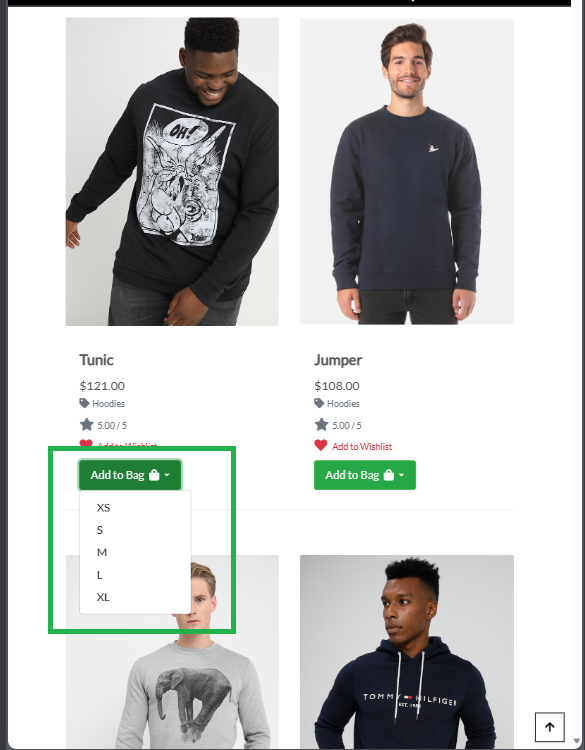 OH!
Tunic
$121.00
Hoodies
5.00 / 5
Add to Wishlist
Add to Bag
XS
S
M
L
XL
Jumper
$108.00
Hoodies
5.00 / 5
Add to Wishlist
Add to Bag
TOMMY HILFIGER
EST. 1985